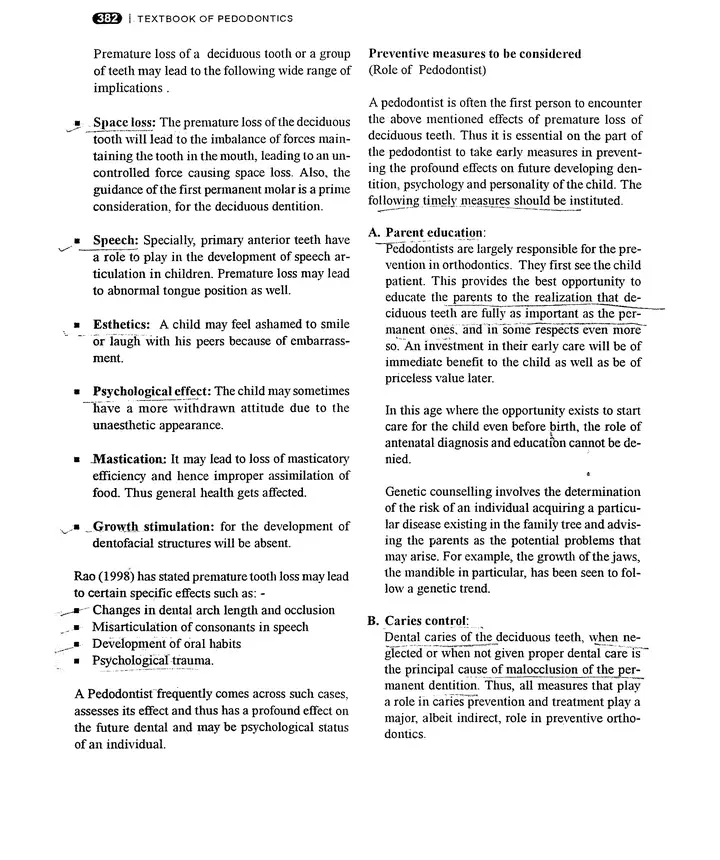 382 | TEXTBOOK OF PEDODONTICS
Premature loss of a deciduous tooth or a group
of teeth may lead to the following wide range of
implications .
■ Space loss: The premature loss of the deciduous
tooth will lead to the imbalance of forces main-
taining the tooth in the mouth, leading to an un-
controlled force causing space loss. Also, the
guidance of the first permanent molar is a prime
consideration, for the deciduous dentition.
■ Speech: Specially, primary anterior teeth have
a role to play in the development of speech ar-
ticulation in children. Premature loss may lead
to abnormal tongue position as well.
■ Esthetics: A child may feel ashamed to smile
or laugh with his peers because of embarrass-
ment.
■ Psychological effect: The child may sometimes
have a more withdrawn attitude due to the
unaesthetic appearance.
■ Mastication: It may lead to loss of masticatory
efficiency and hence improper assimilation of
food. Thus general health gets affected.
■ Growth stimulation: for the development of
dentofacial structures will be absent.
Rao (1998) has stated premature tooth loss may lead
to certain specific effects such as: -
■ Changes in dental arch length and occlusion
■ Misarticulation of consonants in speech
■ Development of oral habits
■ Psychological trauma.
A Pedodontist frequently comes across such cases,
assesses its effect and thus has a profound effect on
the future dental and may be psychological status
of an individual.
Preventive measures to be considered
(Role of Pedodontist)
A pedodontist is often the first person to encounter
the above mentioned effects of premature loss of
deciduous teeth. Thus it is essential on the part of
the pedodontist to take early measures in prevent-
ing the profound effects on future developing den-
tition, psychology and personality of the child. The
following timely measures should be instituted.
A. Parent education:
Pedodontists are largely responsible for the pre-
vention in orthodontics. They first see the child
patient. This provides the best opportunity to
educate the parents to the realization that de-
ciduous teeth are fully as important as the per-
manent ones, and in some respects even more
so. An investment in their early care will be of
immediate benefit to the child as well as be of
priceless value later.
In this age where the opportunity exists to start
care for the child even before birth, the role of
antenatal diagnosis and education cannot be de-
nied.
Genetic counselling involves the determination
of the risk of an individual acquiring a particu-
lar disease existing in the family tree and advis-
ing the parents as the potential problems that
may arise. For example, the growth of the jaws,
the mandible in particular, has been seen to fol-
low a genetic trend.
B. Caries control:
Dental caries of the deciduous teeth, when ne-
glected or when not given proper dental care is
the principal cause of malocclusion of the per-
manent dentition. Thus, all measures that play
a role in caries prevention and treatment play a
major, albeit indirect, role in preventive ortho-
dontics.